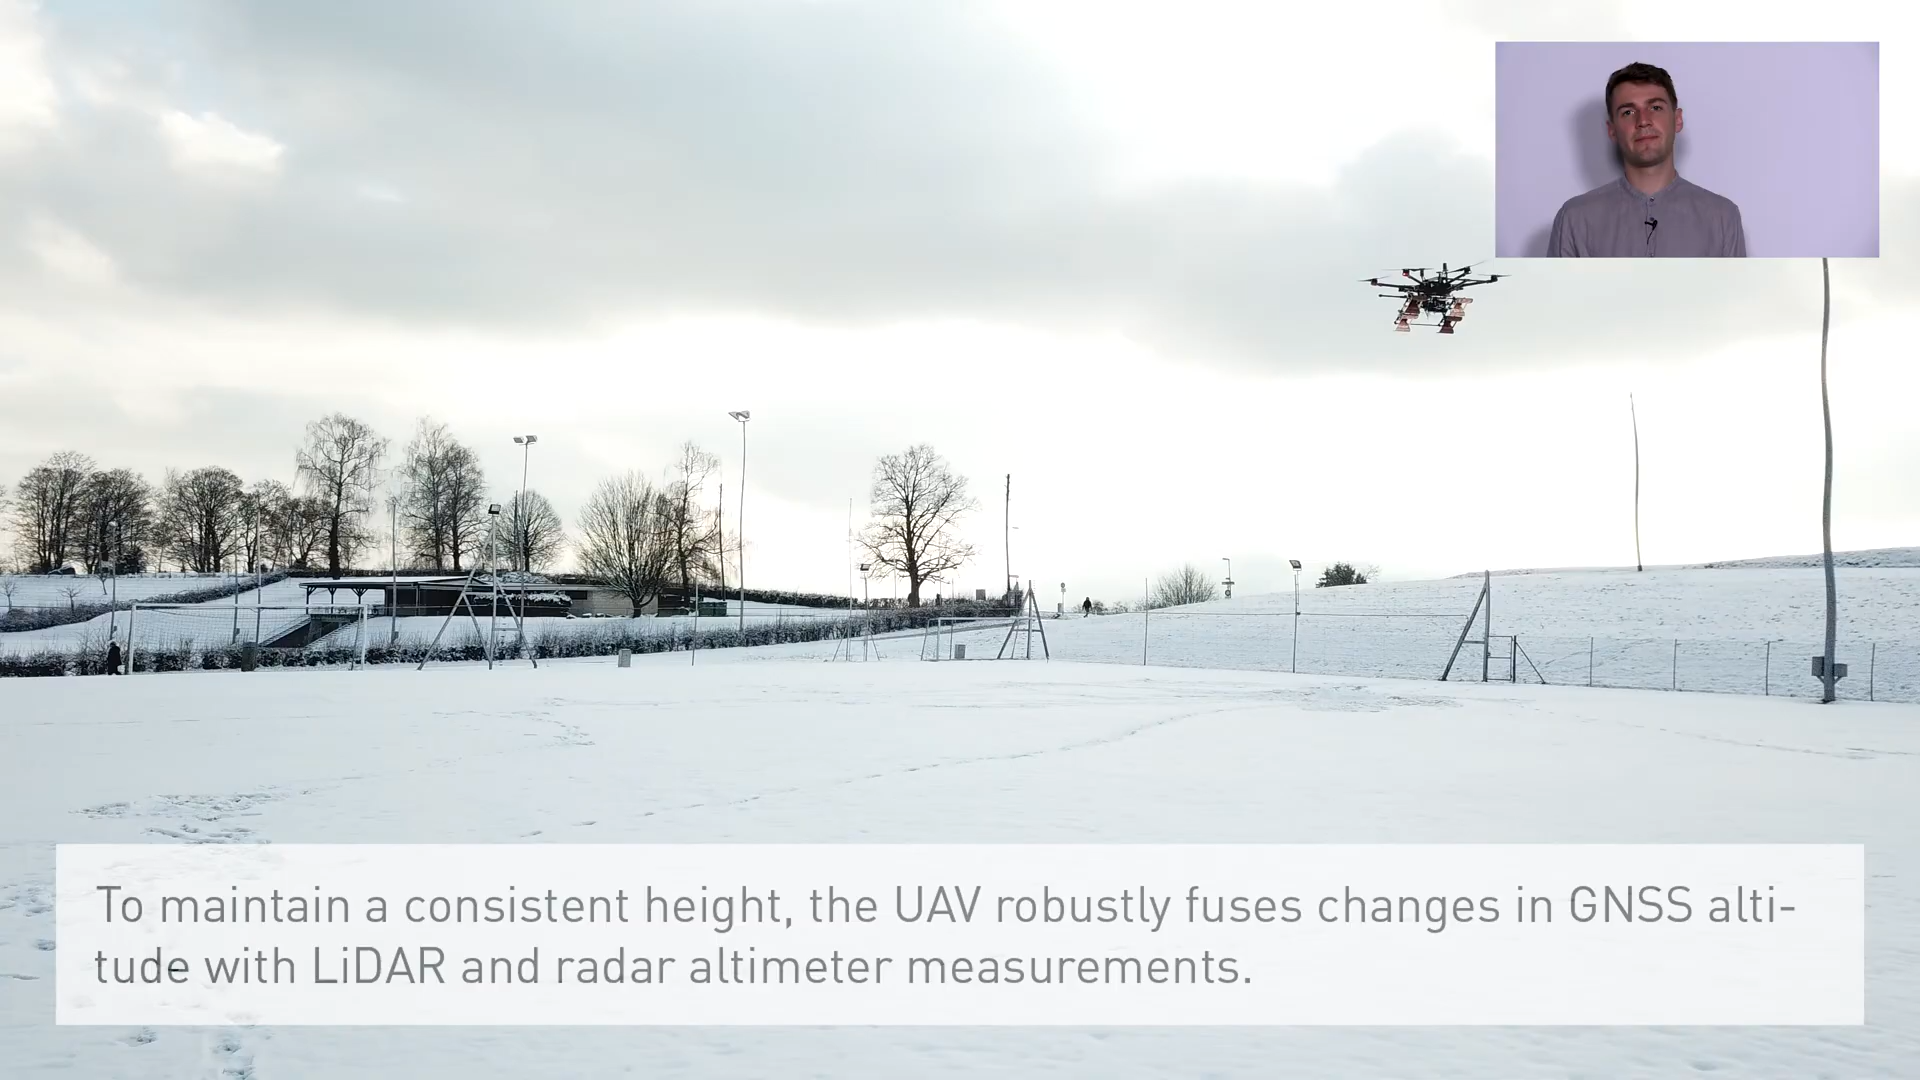 To maintain a consistent height, the UAV robustly fuses changes in GNSS alti-
tude with LiDAR and radar altimeter measurements.